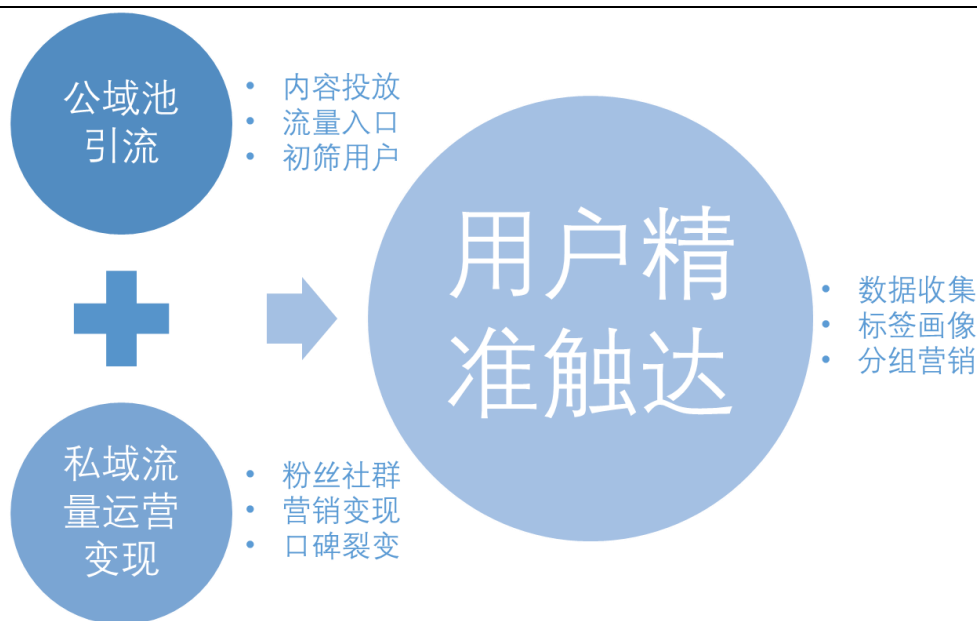 公域池
引流
• 内容投放
• 流量入口
• 初筛用户
私域流
量运营
变现
• 粉丝社群
• 营销变现
• 口碑裂变
用户精
准触达
• 数据收集
• 标签画像
• 分组营销